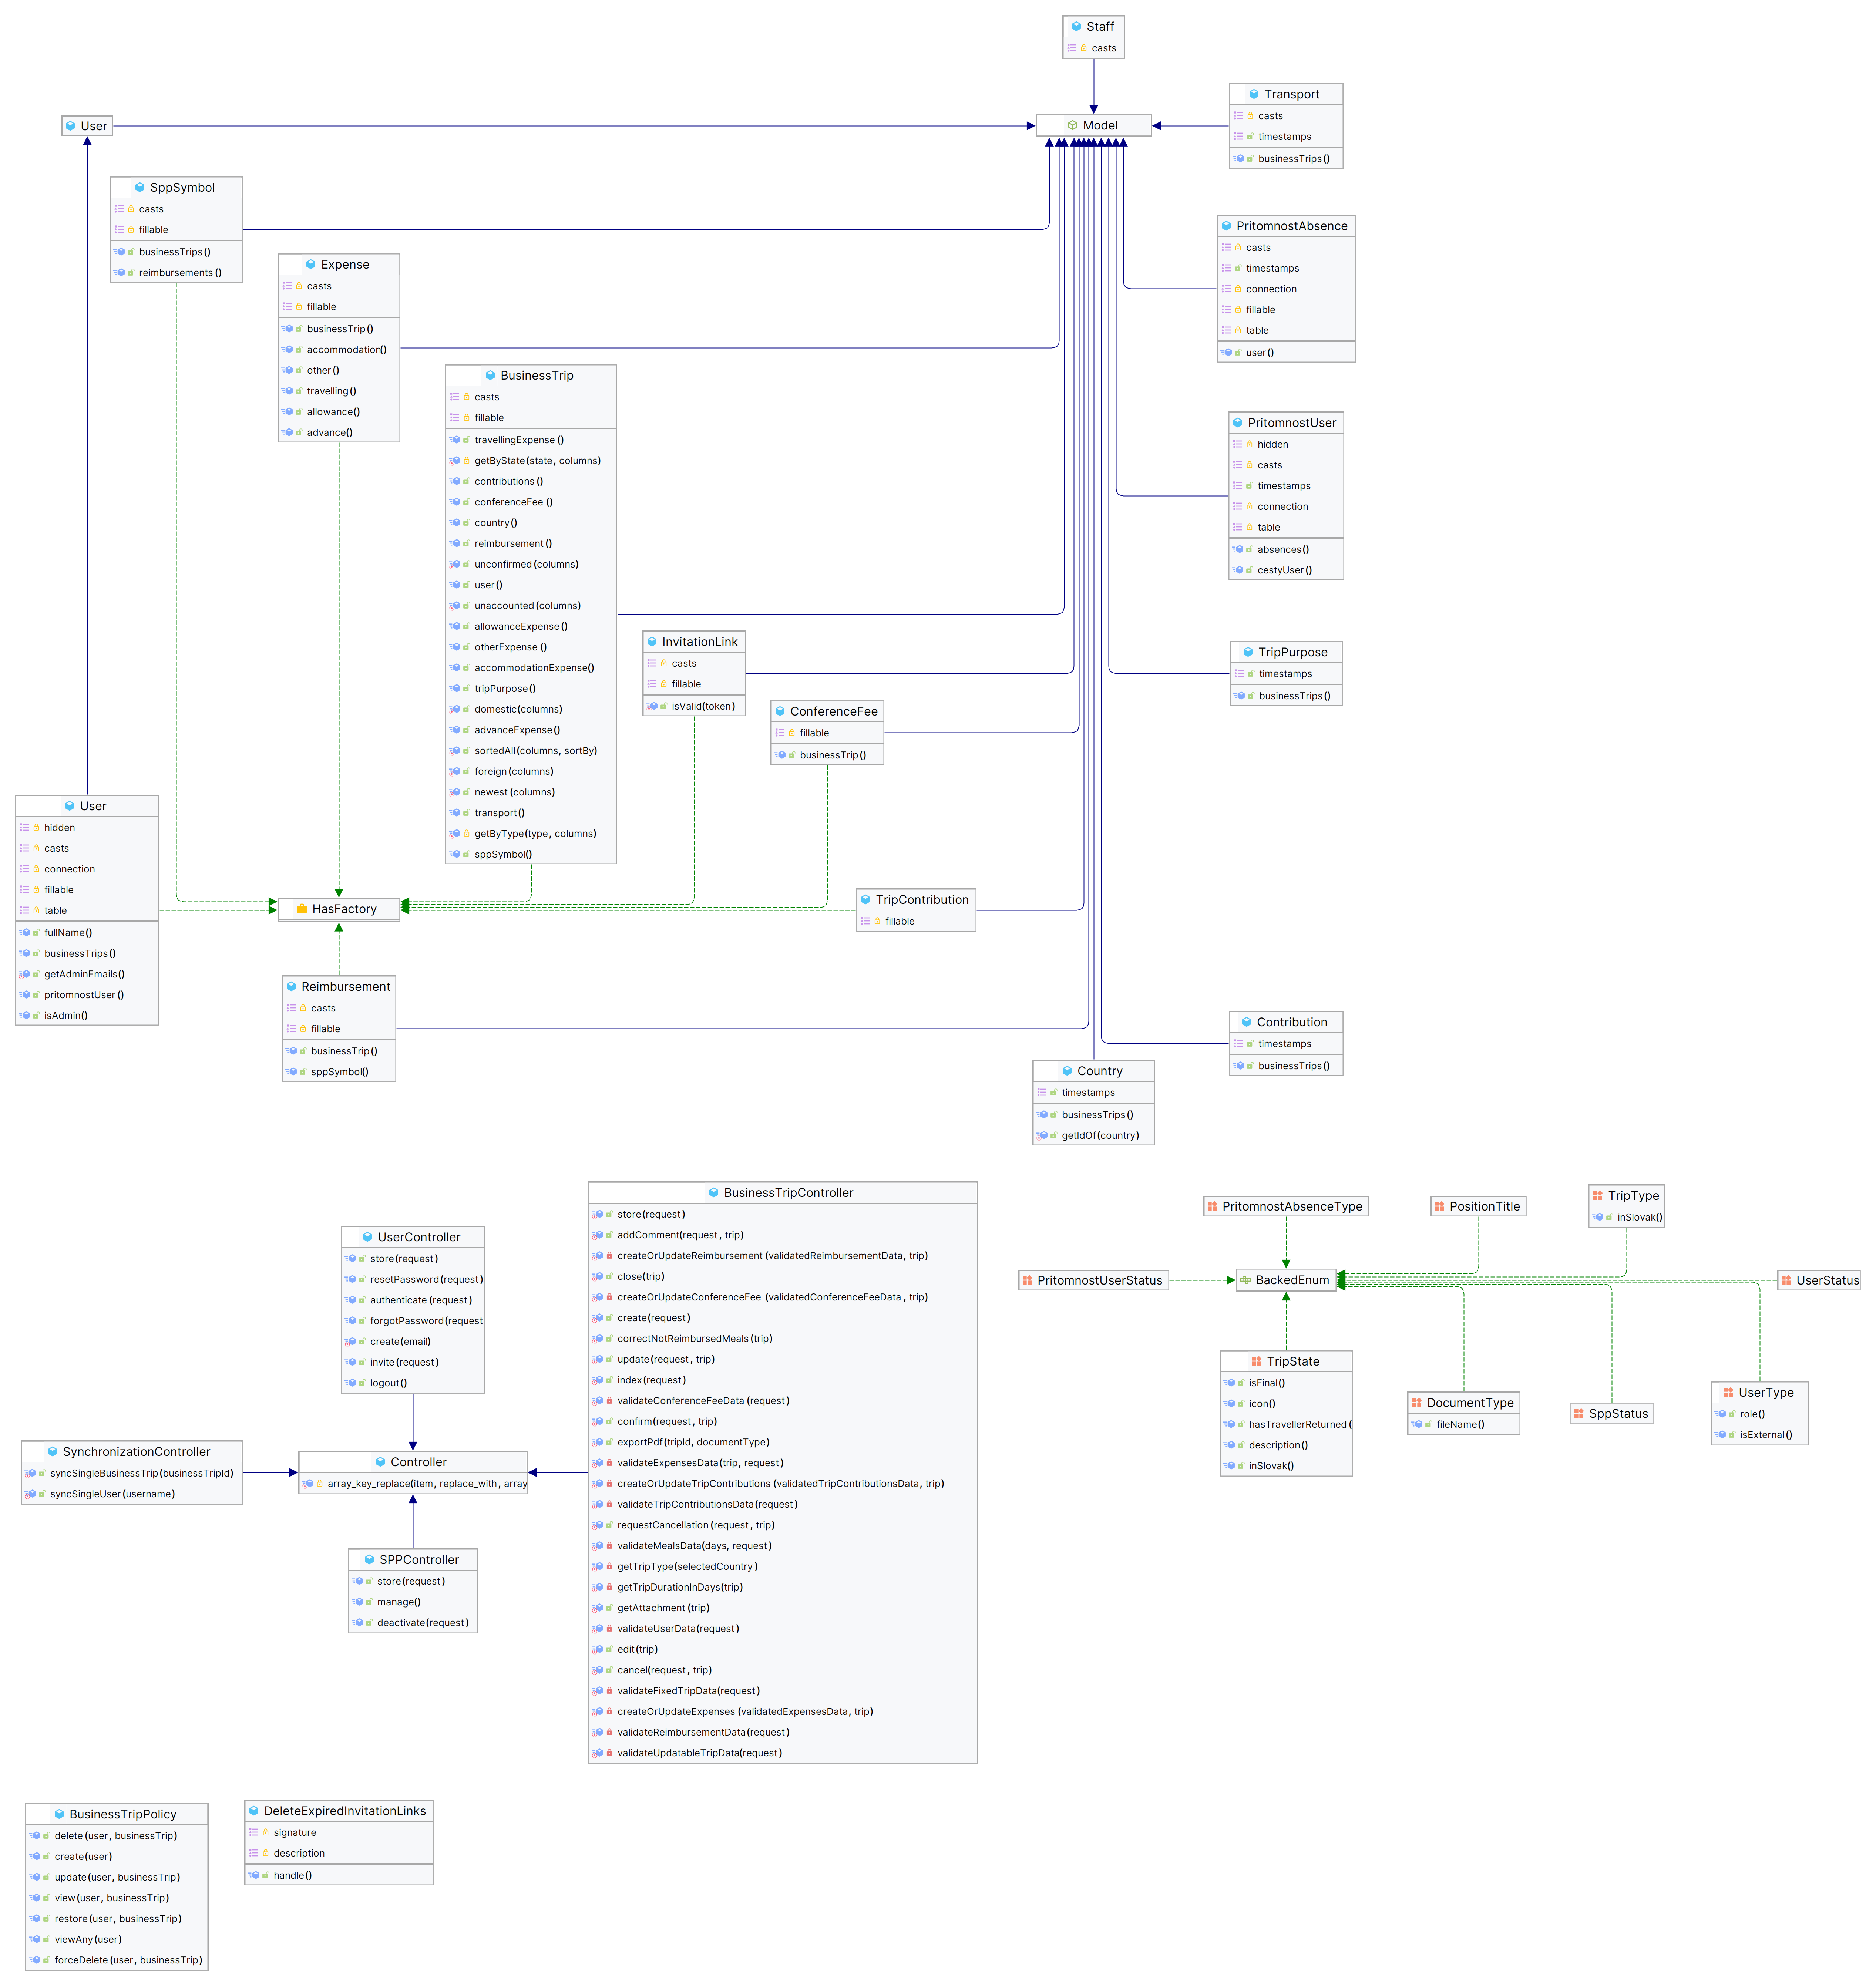 Staff
casts
Transport
casts
timestamps
businessTrips()
User
Model
SppSymbol
casts
fillable
businessTrips()
reimbursements()
PritomnostAbsence
casts
timestamps
connection
fillable
table
user()
Expense
casts
fillable
businessTrip()
accommodation()
other()
travelling()
allowance()
advance()
BusinessTrip
casts
fillable
travellingExpense()
getByState(state, columns)
contributions()
conferenceFee()
country()
reimbursement()
unconfirmed(columns)
user()
unaccounted(columns)
allowanceExpense()
otherExpense()
accommodationExpense()
tripPurpose()
domestic(columns)
advanceExpense()
sortedAll(columns, sortBy)
foreign(columns)
newest(columns)
transport()
getByType(type, columns)
sppSymbol()
PritomnostUser
hidden
casts
timestamps
connection
table
absences()
cestyUser()
InvitationLink
casts
fillable
isValid(token)
TripPurpose
timestamps
businessTrips()
ConferenceFee
fillable
businessTrip()
User
hidden
casts
connection
fillable
table
fullName()
businessTrips()
getAdminEmails()
pritomnostUser()
isAdmin()
HasFactory
TripContribution
fillable
Reimbursement
casts
fillable
businessTrip()
sppSymbol()
Contribution
timestamps
businessTrips()
Country
timestamps
businessTrips()
getIdOf(country)
BusinessTripController
store(request)
addComment(request, trip)
createOrUpdateReimbursement(validatedReimbursementData, trip)
close(trip)
createOrUpdateConferenceFee(validatedConferenceFeeData, trip)
create(request)
correctNotReimbursedMeals(trip)
update(request, trip)
index(request)
validateConferenceFeeData(request)
confirm(request, trip)
exportPdf(tripId, documentType)
validateExpensesData(trip, request)
createOrUpdateTripContributions(validatedTripContributionsData, trip)
validateTripContributionsData(request)
requestCancellation(request, trip)
validateMealsData(days, request)
getTripType(selectedCountry)
getTripDurationInDays(trip)
getAttachment(trip)
validateUserData(request)
edit(trip)
cancel(request, trip)
validateFixedTripData(request)
createOrUpdateExpenses(validatedExpensesData, trip)
validateReimbursementData(request)
validateUpdatableTripData(request)
UserController
store(request)
resetPassword(request)
authenticate(request)
forgotPassword(request
create(email)
invite(request)
logout()
SynchronizationController
syncSingleBusinessTrip(businessTripId)
syncSingleUser(username)
Controller
array_key_replace(item, replace_with, array
SPPController
store(request)
manage()
deactivate(request)
PritomnostAbsenceType
PositionTitle
TripType
inSlovak()
PritomnostUserStatus
BackedEnum
UserStatus
TripState
isFinal()
icon()
hasTravellerReturned(
description()
inSlovak()
DocumentType
fileName()
SppStatus
UserType
role()
isExternal()
BusinessTripPolicy
delete(user, businessTrip)
create(user)
update(user, businessTrip)
view(user, businessTrip)
restore(user, businessTrip)
viewAny(user)
forceDelete(user, businessTrip)
DeleteExpiredInvitationLinks
signature
description
handle()